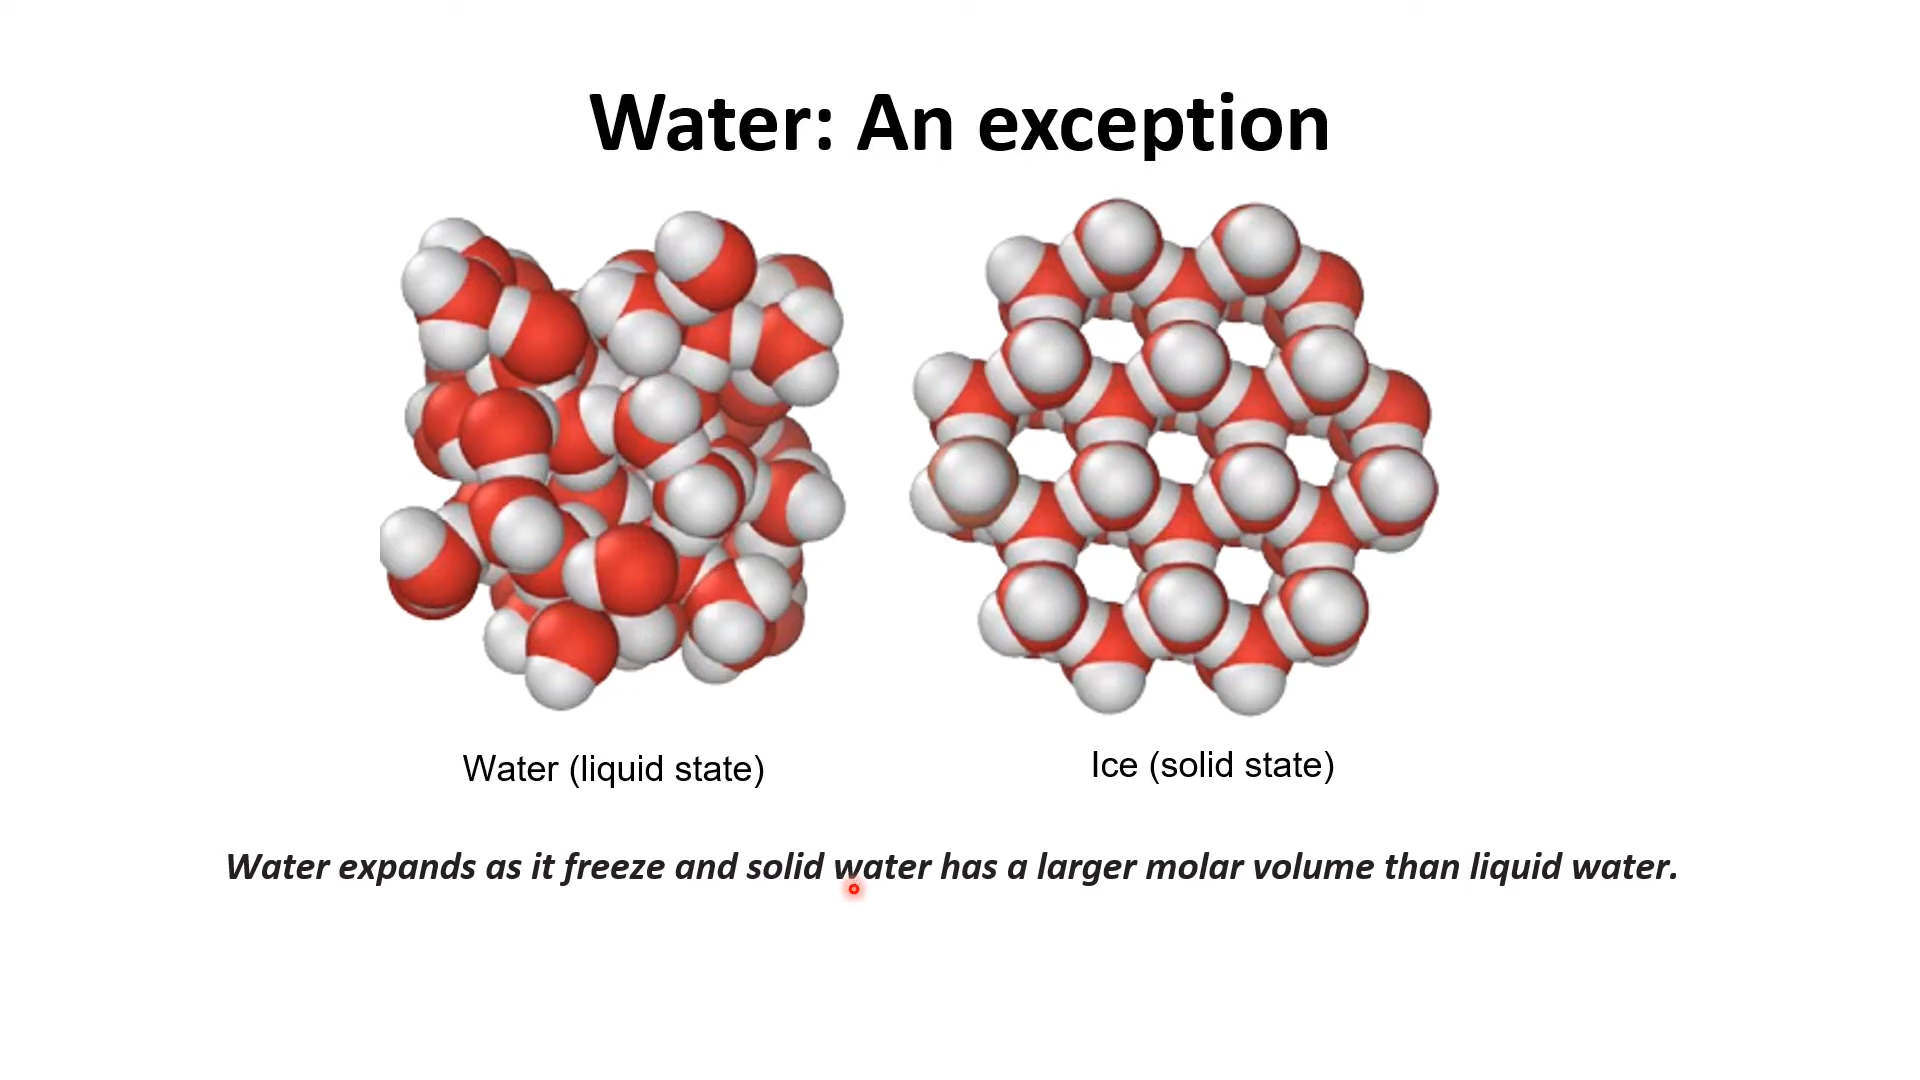 Water: An exception
Water (liquid state)
Ice (solid state)
Water expands as it freeze and solid water has a larger molar volume than liquid water.